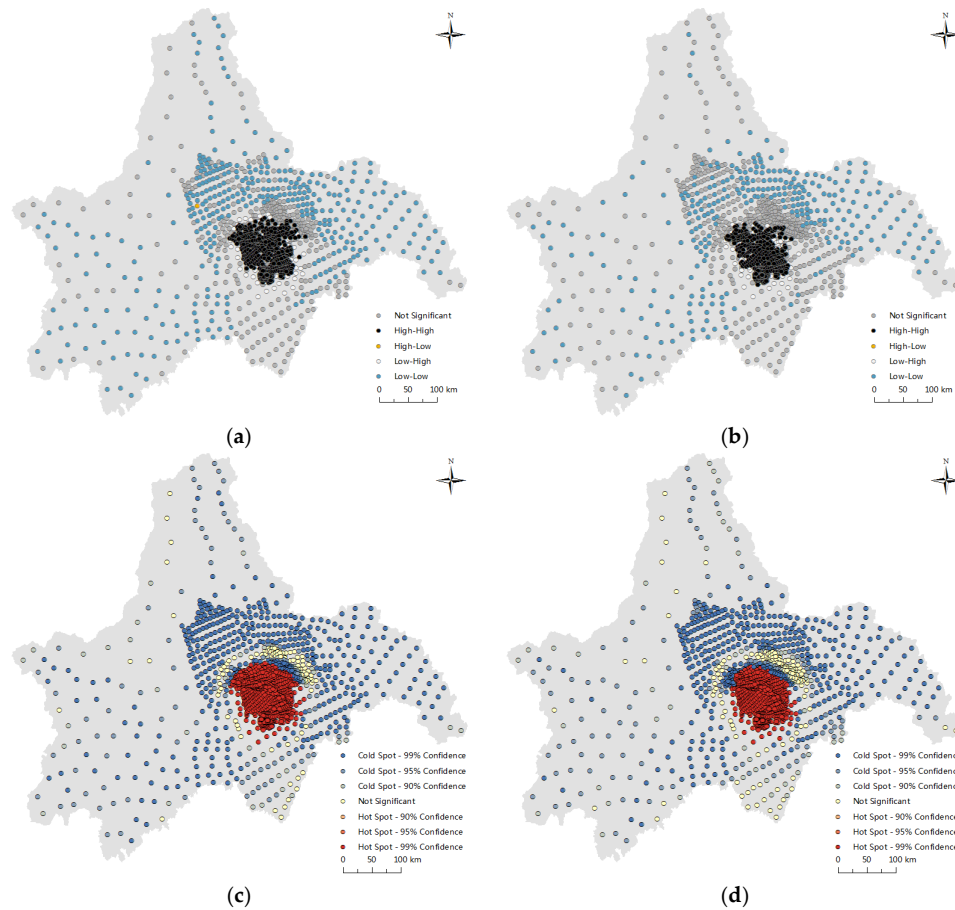 N
Not Significant
High-High
High-Low
Low-High
Low-Low
0 50 100 km
(a)
N
Not Significant
High-High
High-Low
Low-High
Low-Low
0 50 100 km
(b)
N
Cold Spot - 99% Confidence
Cold Spot - 95% Confidence
Cold Spot - 90% Confidence
Not Significant
Hot Spot - 90% Confidence
Hot Spot - 95% Confidence
Hot Spot - 99% Confidence
0 50 100 km
(c)
N
Cold Spot - 99% Confidence
Cold Spot - 95% Confidence
Cold Spot - 90% Confidence
Not Significant
Hot Spot - 90% Confidence
Hot Spot - 95% Confidence
Hot Spot - 99% Confidence
0 50 100 km
(d)